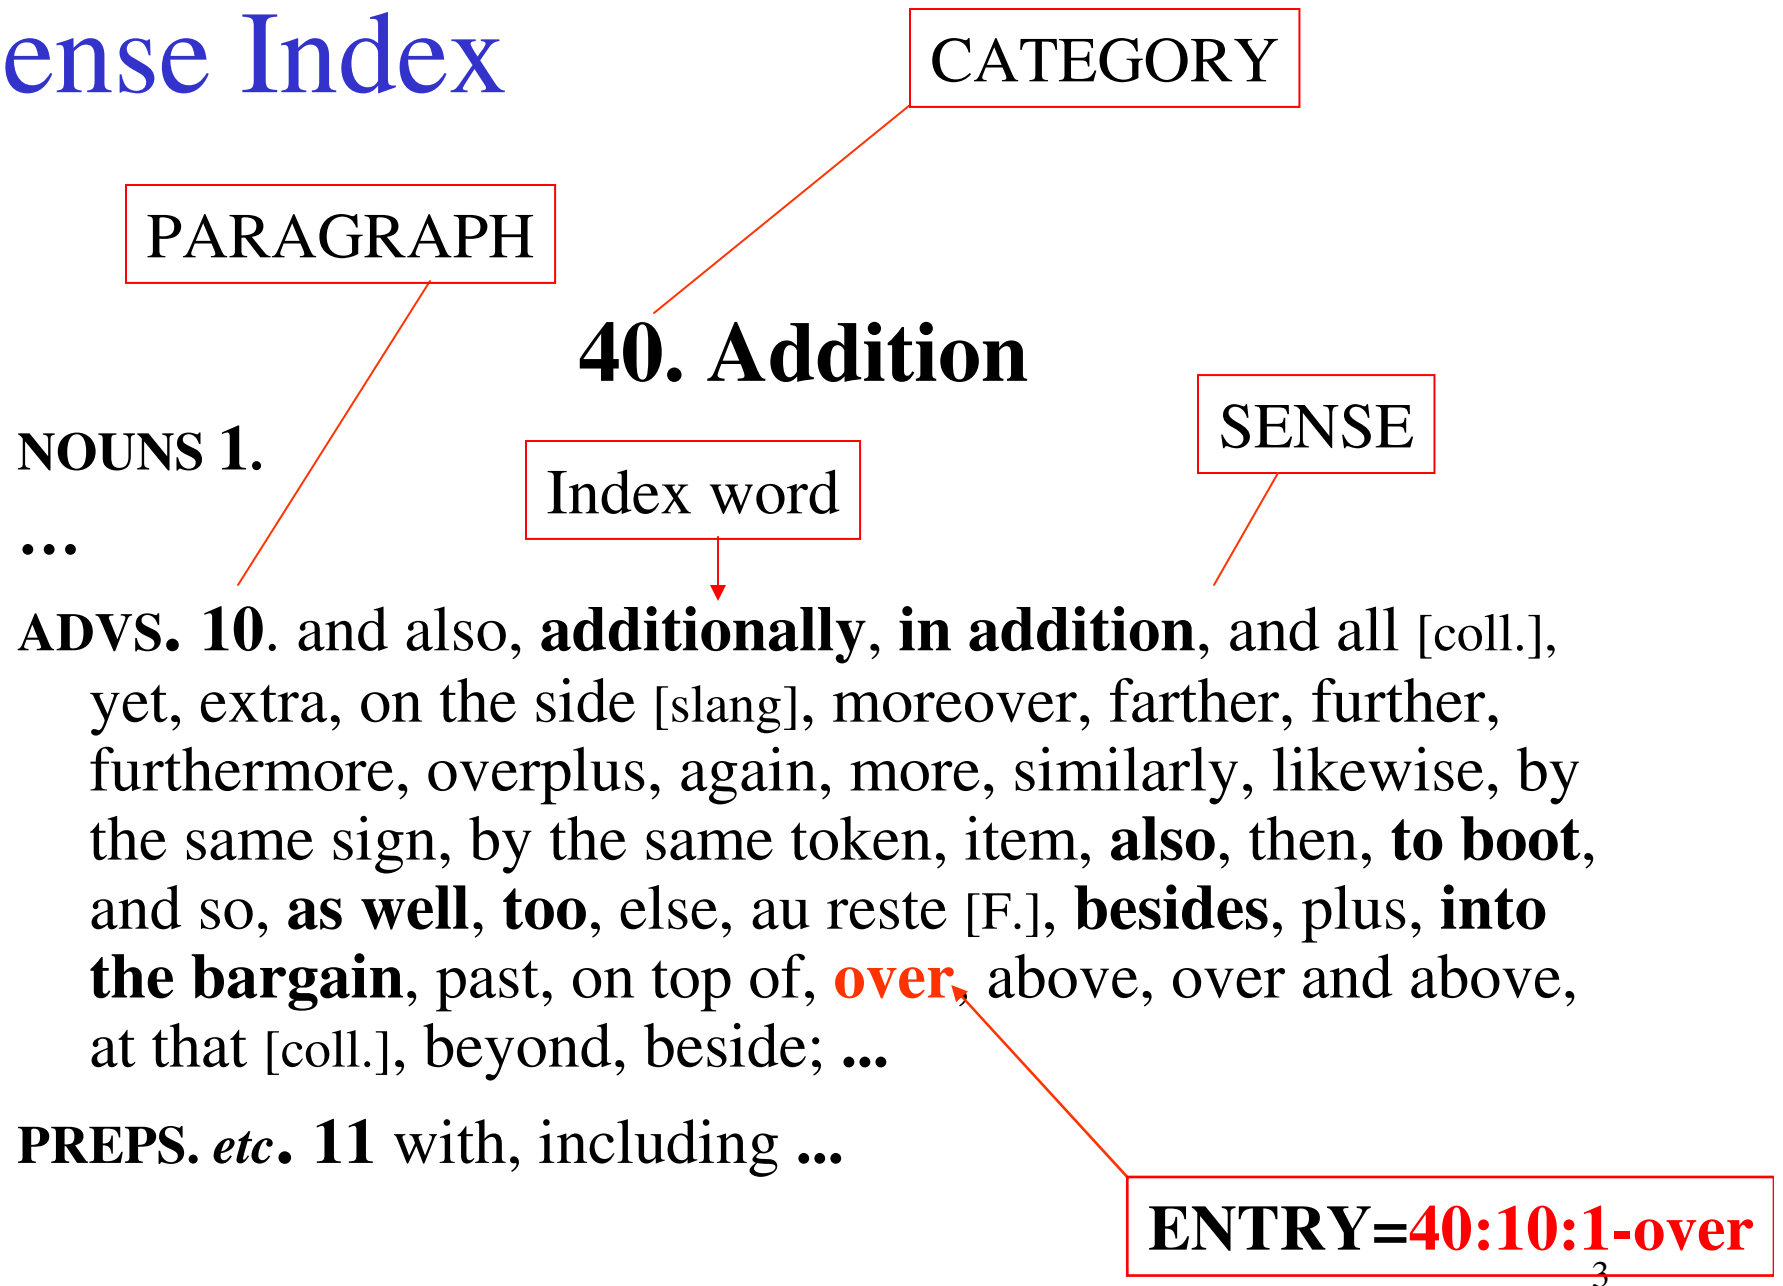 ense Index
CATEGORY
PARAGRAPH
40. Addition
SENSE
NOUNS 1.
Index word
...
ADVS. 10. and also, additionally, in addition, and all [coll.],
yet, extra, on the side [slang], moreover, farther, further,
furthermore, overplus, again, more, similarly, likewise, by
the same sign, by the same token, item, also, then, to boot,
and so, as well, too, else, au reste [F.], besides, plus, into
the bargain, past, on top of, over, above, over and above,
at that [coll.], beyond, beside; ...
PREPS. etc. 11 with, including ...
ENTRY=40:10:1-over
3